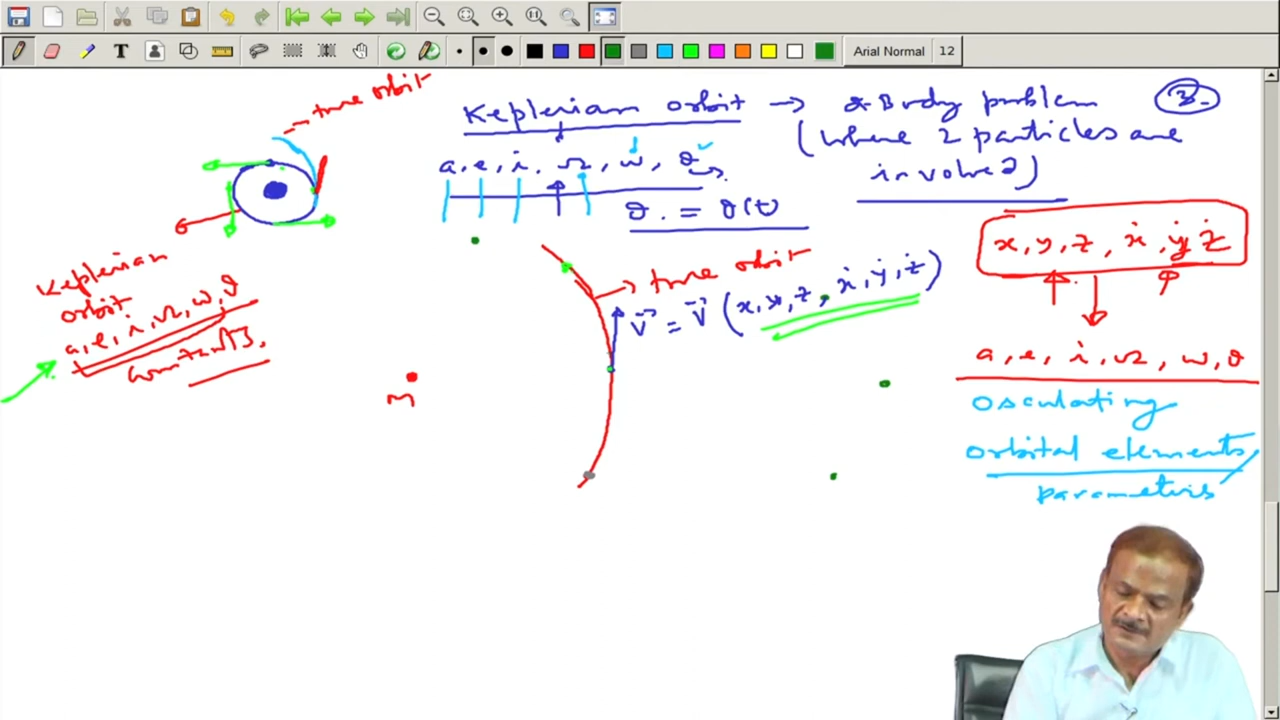 Arial Normal 12
true orbit
Keplerian orbit → 2 Body problem
3.
(where 2 particles are
involved)
a, e, i, Ω, ω, θ
θ = θ(t)
x, y, z, ẋ, ẏ, ż
Keplerian
orbit
a, e, i, Ω, ω, θ
constants.
true orbit
V⃗ = V⃗ (x, y, z, ẋ, ẏ, ż)
M
a, e, i, Ω, ω, θ
Osculating
orbital elements
parameters